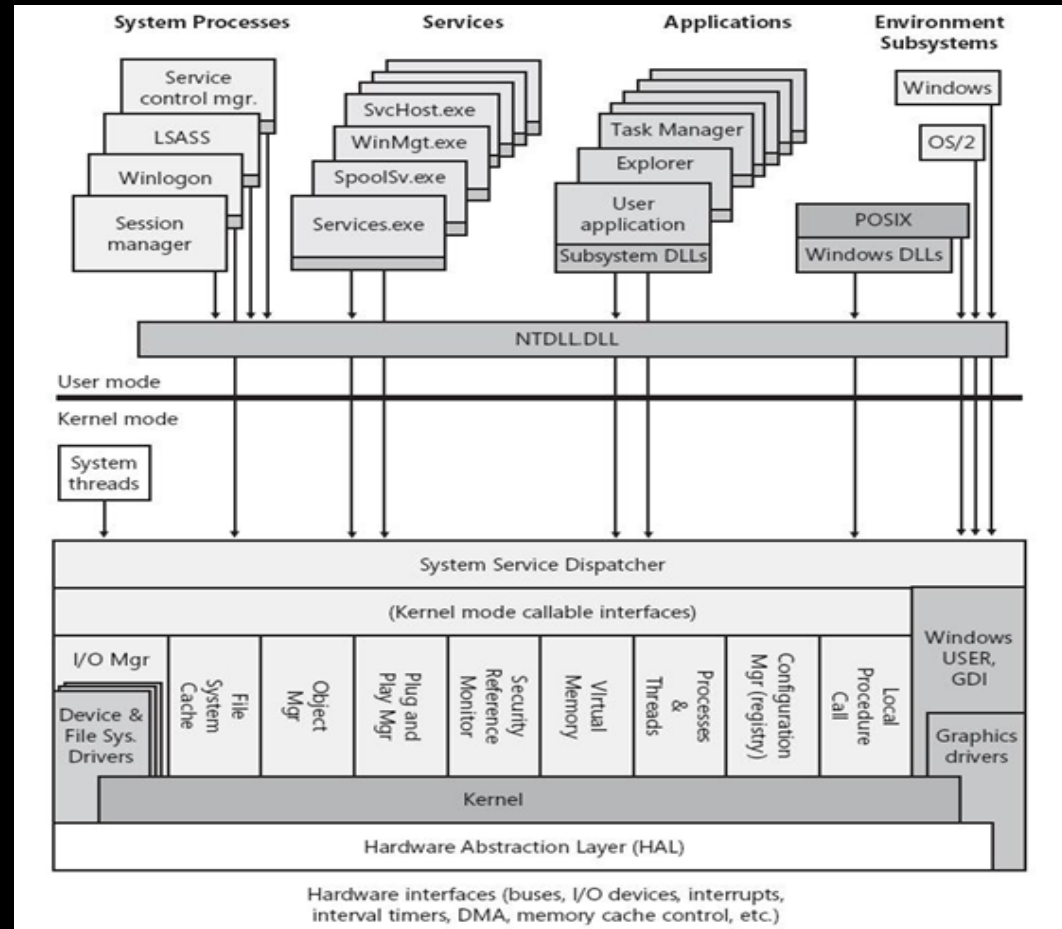 System Processes
Services
Applications
Environment
Subsystems
Service
control mgr.
LSASS
Winlogon
Session
manager
SvcHost.exe
WinMgt.exe
SpoolSv.exe
Services.exe
Task Manager
Explorer
User
application
Subsystem DLLs
Windows
OS/2
POSIX
Windows DLLs
NTDLL.DLL
User mode
Kernel mode
System
threads
System Service Dispatcher
(Kernel mode callable interfaces)
I/O Mgr
Device &
File Sys.
Drivers
File
System
Cache
Object
Mgr
Plug and
Play Mgr
Security
Reference
Monitor
VIrtual
Memory
Processes
&
Threads
Configuration
Mgr (registry)
Local
Procedure
Call
Windows
USER,
GDI
Graphics
drivers
Kernel
Hardware Abstraction Layer (HAL)
Hardware interfaces (buses, I/O devices, interrupts,
interval timers, DMA, memory cache control, etc.)